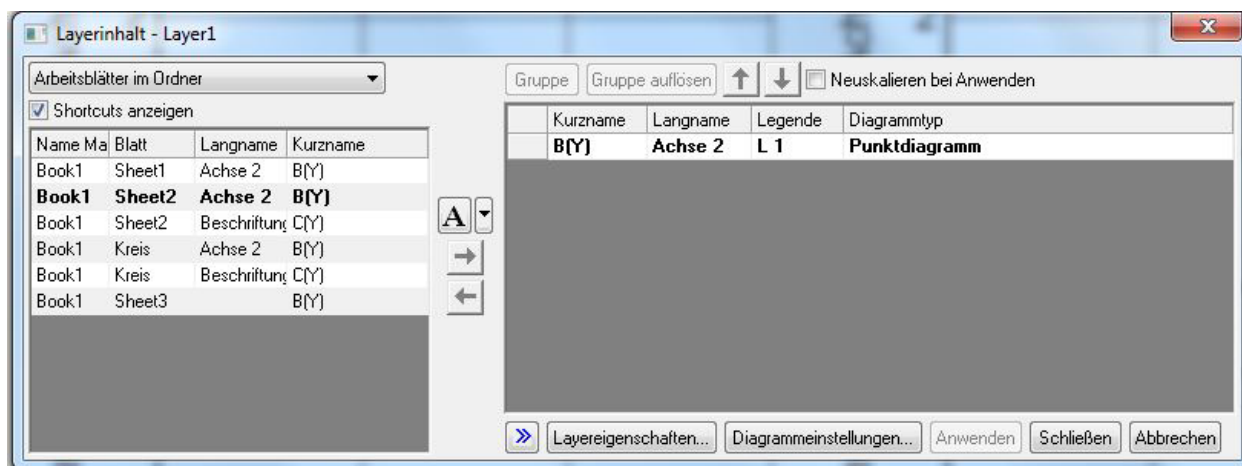 Layerinhalt - Layer1
Arbeitsblätter im Ordner
Shortcuts anzeigen
Name Ma Blatt Langname Kurzname
Book1 Sheet1 Achse 2 B(Y)
Book1 Sheet2 Achse 2 B(Y)
Book1 Sheet2 Beschriftung C(Y)
Book1 Kreis Achse 2 B(Y)
Book1 Kreis Beschriftung C(Y)
Book1 Sheet3 B(Y)
A
Gruppe Gruppe auflösen Neuskalieren bei Anwenden
Kurzname Langname Legende Diagrammtyp
B(Y) Achse 2 L 1 Punktdiagramm
Layereigenschaften... Diagrammeinstellungen... Anwenden Schließen Abbrechen